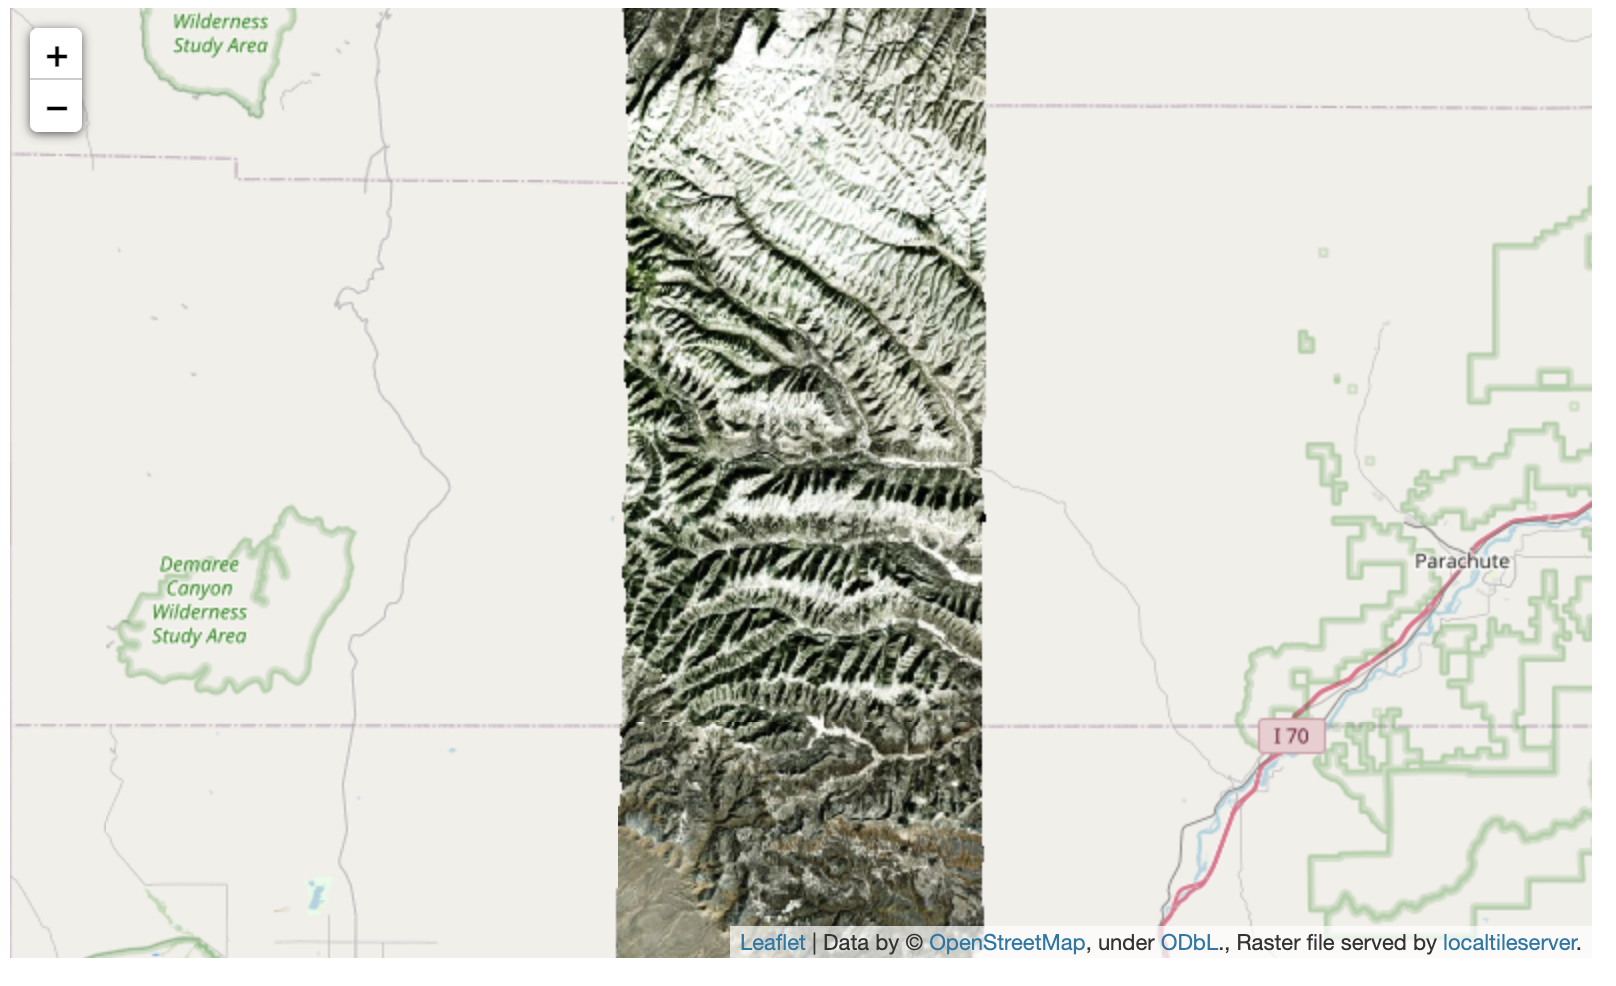 Wilderness
Study Area
+
−
Demaree
Canyon
Wilderness
Study Area
Parachute
I 70
Leaflet | Data by © OpenStreetMap, under ODbL., Raster file served by localtileserver.